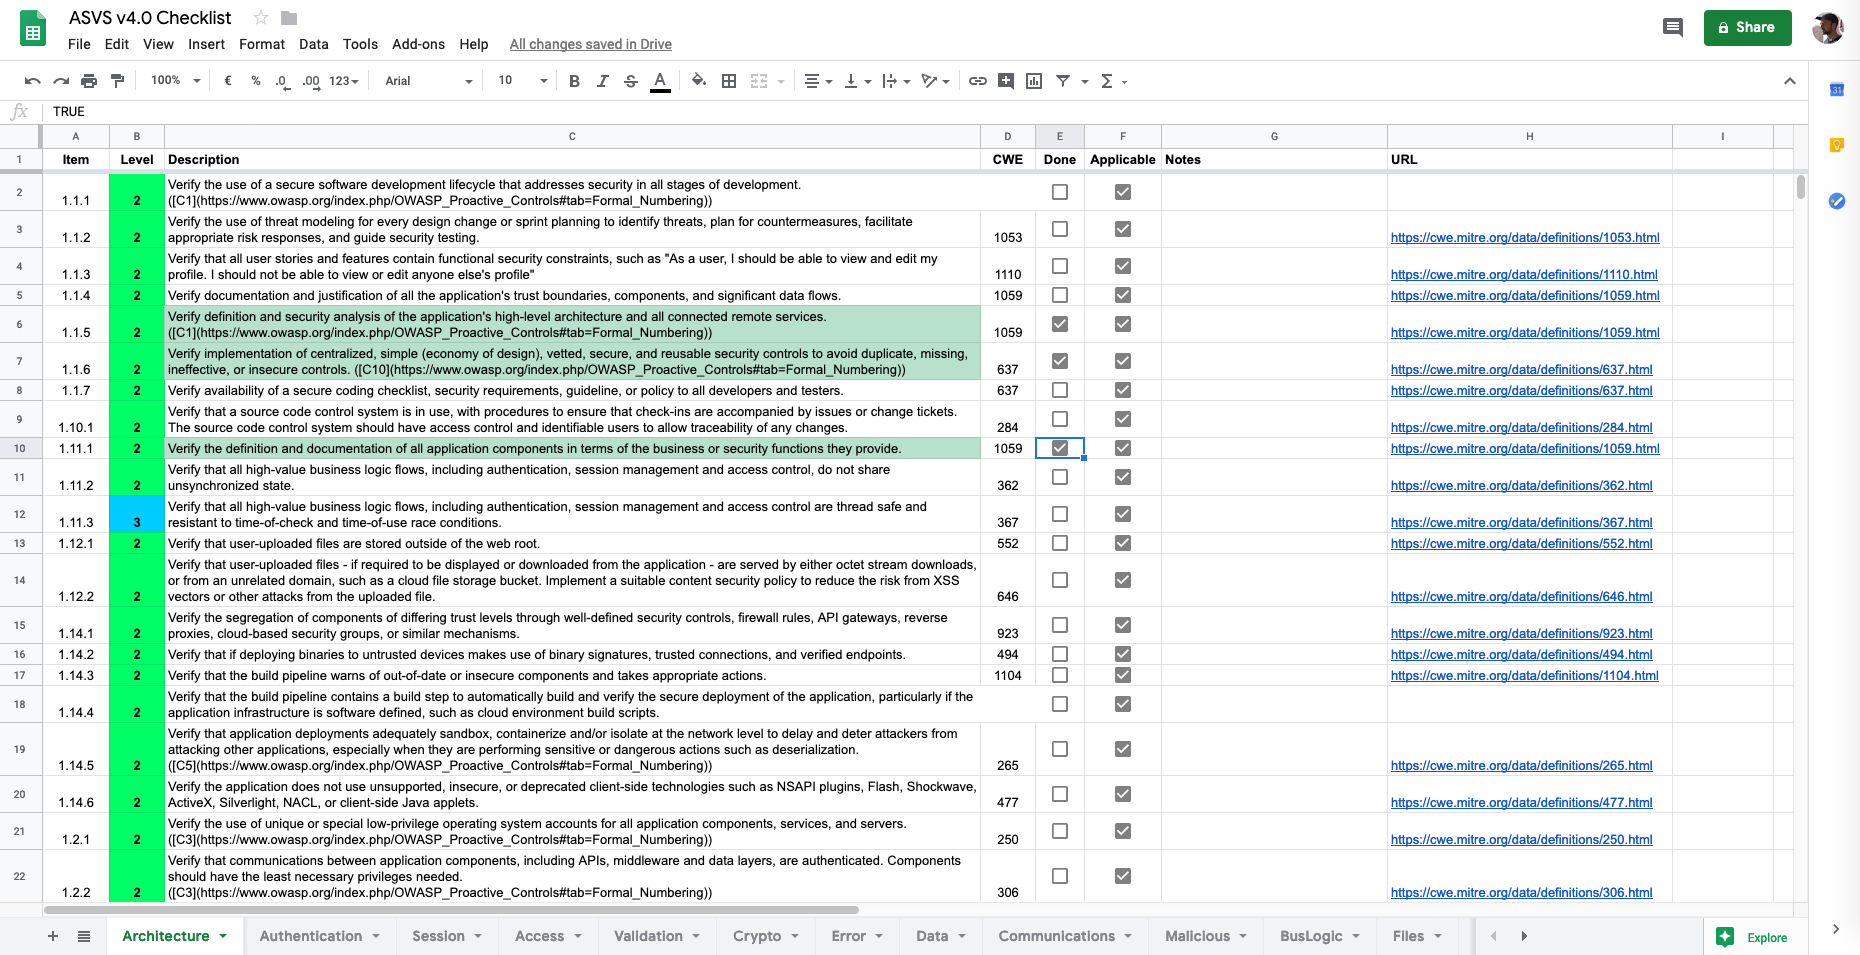 ASVS v4.0 Checklist
File Edit View Insert Format Data Tools Add-ons Help All changes saved in Drive
Share
100% € % .0 .00 123 Arial 10 B I S A Σ
31
fx TRUE
A B C D E F G H I
1 Item Level Description CWE Done Applicable Notes URL
2 1.1.1 2 Verify the use of a secure software development lifecycle that addresses security in all stages of development.
([C1](https://www.owasp.org/index.php/OWASP_Proactive_Controls#tab=Formal_Numbering))
3 1.1.2 2 Verify the use of threat modeling for every design change or sprint planning to identify threats, plan for countermeasures, facilitate
appropriate risk responses, and guide security testing. 1053 https://cwe.mitre.org/data/definitions/1053.html
4 1.1.3 2 Verify that all user stories and features contain functional security constraints, such as "As a user, I should be able to view and edit my
profile. I should not be able to view or edit anyone else's profile" 1110 https://cwe.mitre.org/data/definitions/1110.html
5 1.1.4 2 Verify documentation and justification of all the application's trust boundaries, components, and significant data flows. 1059 https://cwe.mitre.org/data/definitions/1059.html
6 1.1.5 2 Verify definition and security analysis of the application's high-level architecture and all connected remote services.
([C1](https://www.owasp.org/index.php/OWASP_Proactive_Controls#tab=Formal_Numbering)) 1059 https://cwe.mitre.org/data/definitions/1059.html
7 1.1.6 2 Verify implementation of centralized, simple (economy of design), vetted, secure, and reusable security controls to avoid duplicate, missing,
ineffective, or insecure controls. ([C10](https://www.owasp.org/index.php/OWASP_Proactive_Controls#tab=Formal_Numbering)) 637 https://cwe.mitre.org/data/definitions/637.html
8 1.1.7 2 Verify availability of a secure coding checklist, security requirements, guideline, or policy to all developers and testers. 637 https://cwe.mitre.org/data/definitions/637.html
9 1.10.1 2 Verify that a source code control system is in use, with procedures to ensure that check-ins are accompanied by issues or change tickets.
The source code control system should have access control and identifiable users to allow traceability of any changes. 284 https://cwe.mitre.org/data/definitions/284.html
10 1.11.1 2 Verify the definition and documentation of all application components in terms of the business or security functions they provide. 1059 https://cwe.mitre.org/data/definitions/1059.html
11 1.11.2 2 Verify that all high-value business logic flows, including authentication, session management and access control, do not share
unsynchronized state. 362 https://cwe.mitre.org/data/definitions/362.html
12 1.11.3 3 Verify that all high-value business logic flows, including authentication, session management and access control are thread safe and
resistant to time-of-check and time-of-use race conditions. 367 https://cwe.mitre.org/data/definitions/367.html
13 1.12.1 2 Verify that user-uploaded files are stored outside of the web root. 552 https://cwe.mitre.org/data/definitions/552.html
14 1.12.2 2 Verify that user-uploaded files - if required to be displayed or downloaded from the application - are served by either octet stream downloads,
or from an unrelated domain, such as a cloud file storage bucket. Implement a suitable content security policy to reduce the risk from XSS
vectors or other attacks from the uploaded file. 646 https://cwe.mitre.org/data/definitions/646.html
15 1.14.1 2 Verify the segregation of components of differing trust levels through well-defined security controls, firewall rules, API gateways, reverse
proxies, cloud-based security groups, or similar mechanisms. 923 https://cwe.mitre.org/data/definitions/923.html
16 1.14.2 2 Verify that if deploying binaries to untrusted devices makes use of binary signatures, trusted connections, and verified endpoints. 494 https://cwe.mitre.org/data/definitions/494.html
17 1.14.3 2 Verify that the build pipeline warns of out-of-date or insecure components and takes appropriate actions. 1104 https://cwe.mitre.org/data/definitions/1104.html
18 1.14.4 2 Verify that the build pipeline contains a build step to automatically build and verify the secure deployment of the application, particularly if the
application infrastructure is software defined, such as cloud environment build scripts.
19 1.14.5 2 Verify that application deployments adequately sandbox, containerize and/or isolate at the network level to delay and deter attackers from
attacking other applications, especially when they are performing sensitive or dangerous actions such as deserialization.
([C5](https://www.owasp.org/index.php/OWASP_Proactive_Controls#tab=Formal_Numbering)) 265 https://cwe.mitre.org/data/definitions/265.html
20 1.14.6 2 Verify the application does not use unsupported, insecure, or deprecated client-side technologies such as NSAPI plugins, Flash, Shockwave,
ActiveX, Silverlight, NACL, or client-side Java applets. 477 https://cwe.mitre.org/data/definitions/477.html
21 1.2.1 2 Verify the use of unique or special low-privilege operating system accounts for all application components, services, and servers.
([C3](https://www.owasp.org/index.php/OWASP_Proactive_Controls#tab=Formal_Numbering)) 250 https://cwe.mitre.org/data/definitions/250.html
22 1.2.2 2 Verify that communications between application components, including APIs, middleware and data layers, are authenticated. Components
should have the least necessary privileges needed.
([C3](https://www.owasp.org/index.php/OWASP_Proactive_Controls#tab=Formal_Numbering)) 306 https://cwe.mitre.org/data/definitions/306.html
Architecture Authentication Session Access Validation Crypto Error Data Communications Malicious BusLogic Files Explore